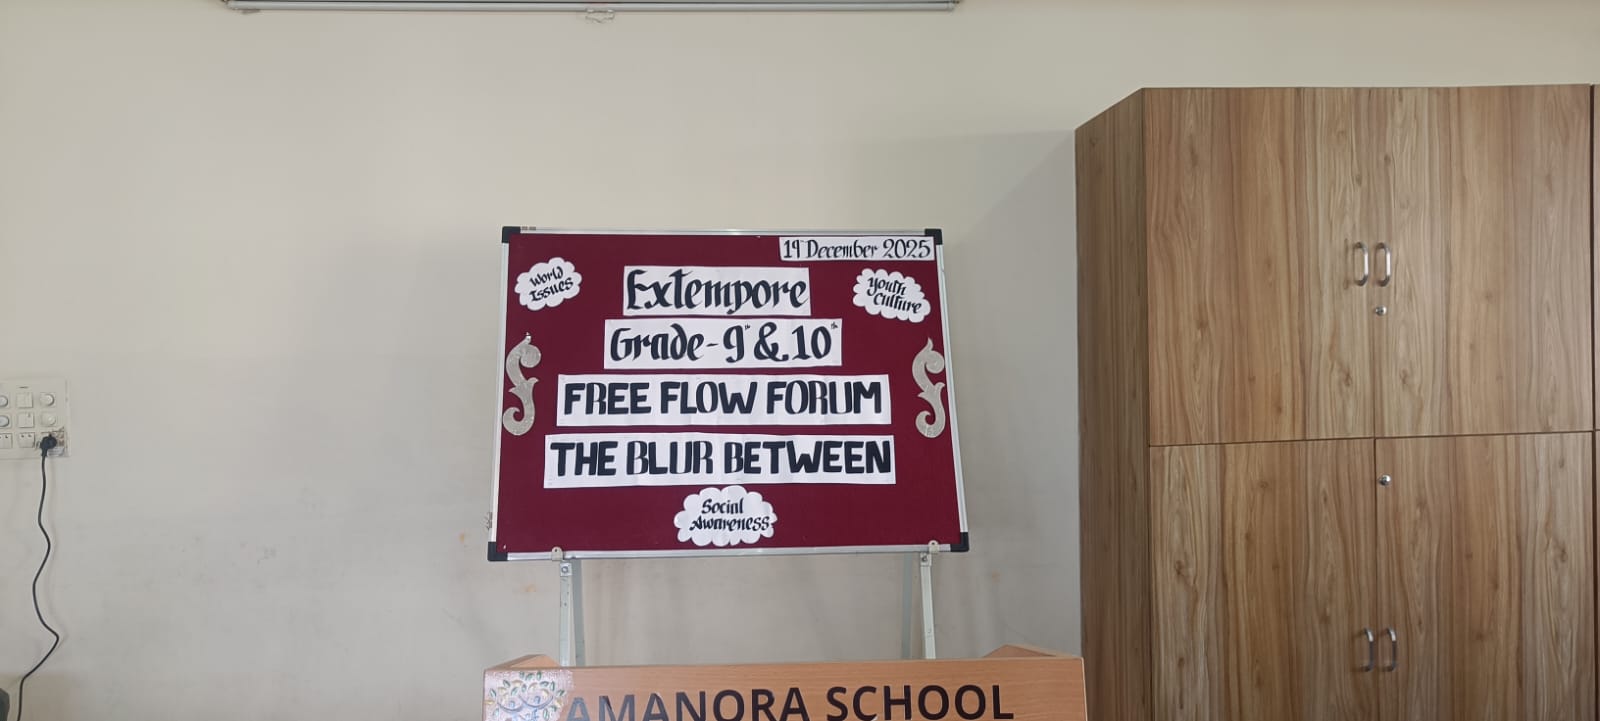 19 December 2025
World
Issues
Extempore
Youth
Culture
Grade-9th & 10th
FREE FLOW FORUM
THE BLUR BETWEEN
Social
Awareness
AMANORA SCHOOL